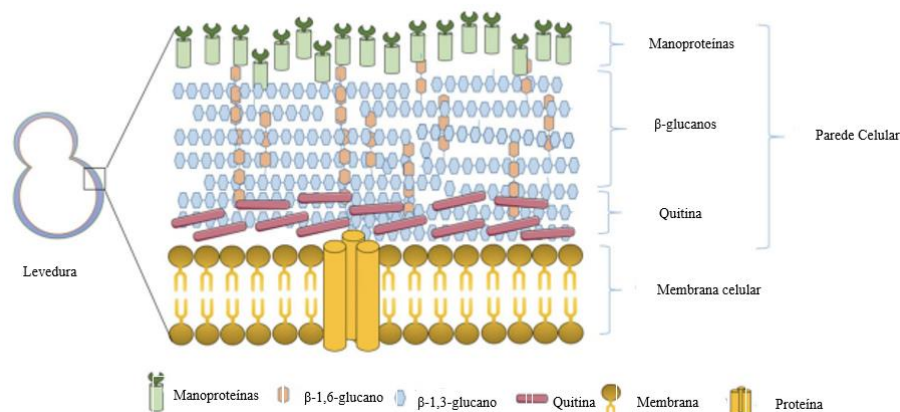 Manoproteínas
β-glucanos
Parede Celular
Quitina
Levedura
Membrana celular
Manoproteínas β-1,6-glucano β-1,3-glucano Quitina Membrana Proteína